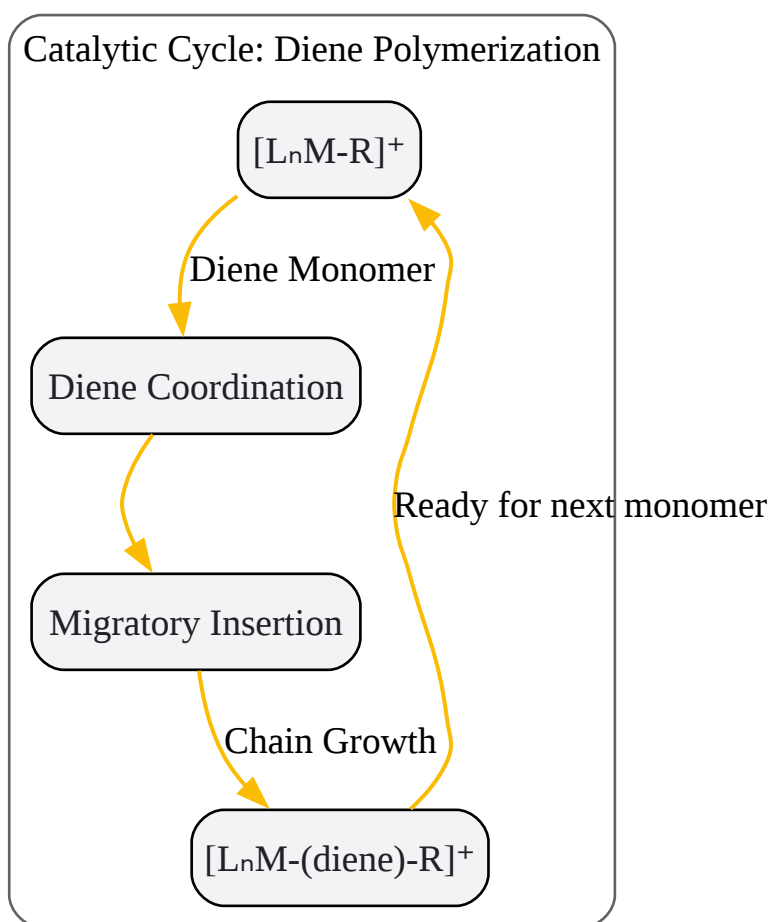 Catalytic Cycle: Diene Polymerization
[LₙM-R]⁺
Diene Monomer
Diene Coordination
Ready for next monomer
Migratory Insertion
Chain Growth
[LₙM-(diene)-R]⁺